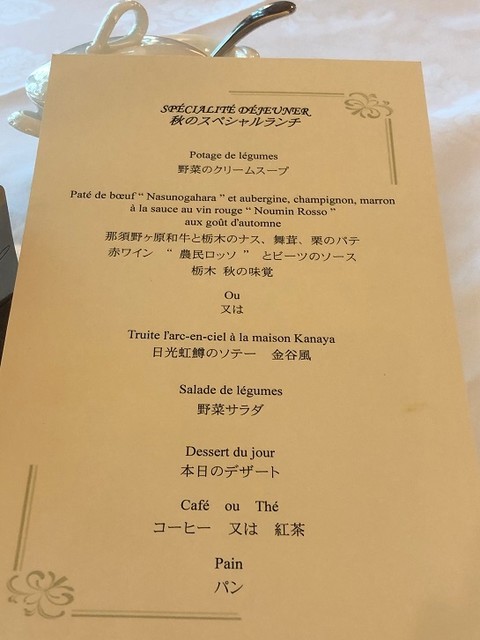 SPÉCIALITÉ DÉJEUNER
秋のスペシャルランチ
Potage de légumes
野菜のクリームスープ
Paté de bœuf “ Nasunogahara “ et aubergine, champignon, marron
à la sauce au vin rouge “ Noumin Rosso ”
aux goût d'automne
那須野ヶ原和牛と栃木のナス、舞茸、栗のパテ
赤ワイン “ 農民ロッソ ” とビーツのソース
栃木 秋の味覚
Ou
又は
Truite l'arc-en-ciel à la maison Kanaya
日光虹鱒のソテー 金谷風
Salade de légumes
野菜サラダ
Dessert du jour
本日のデザート
Café ou Thé
コーヒー 又は 紅茶
Pain
パン